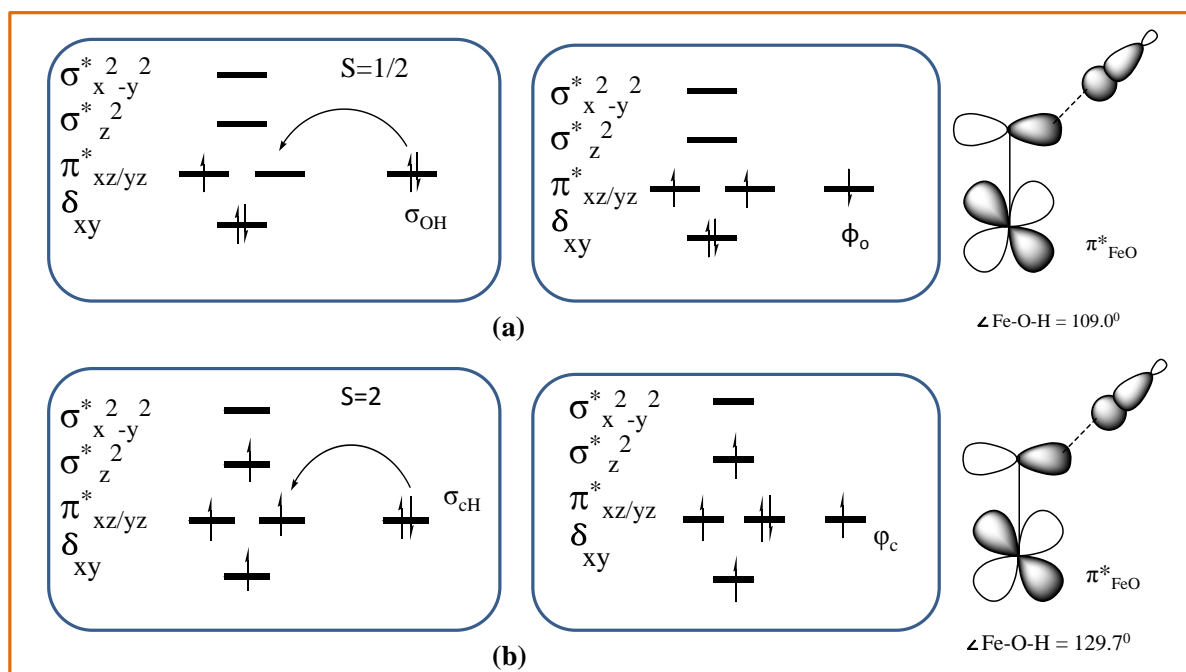 σ*x²-y²
σ*z²
π*xz/yz
δxy
S=1/2
σOH
σ*x²-y²
σ*z²
π*xz/yz
δxy
ϕo
π*FeO
∠Fe-O-H = 109.0⁰
(a)
σ*x²-y²
σ*z²
π*xz/yz
δxy
S=2
σcH
σ*x²-y²
σ*z²
π*xz/yz
δxy
φc
π*FeO
∠Fe-O-H = 129.7⁰
(b)